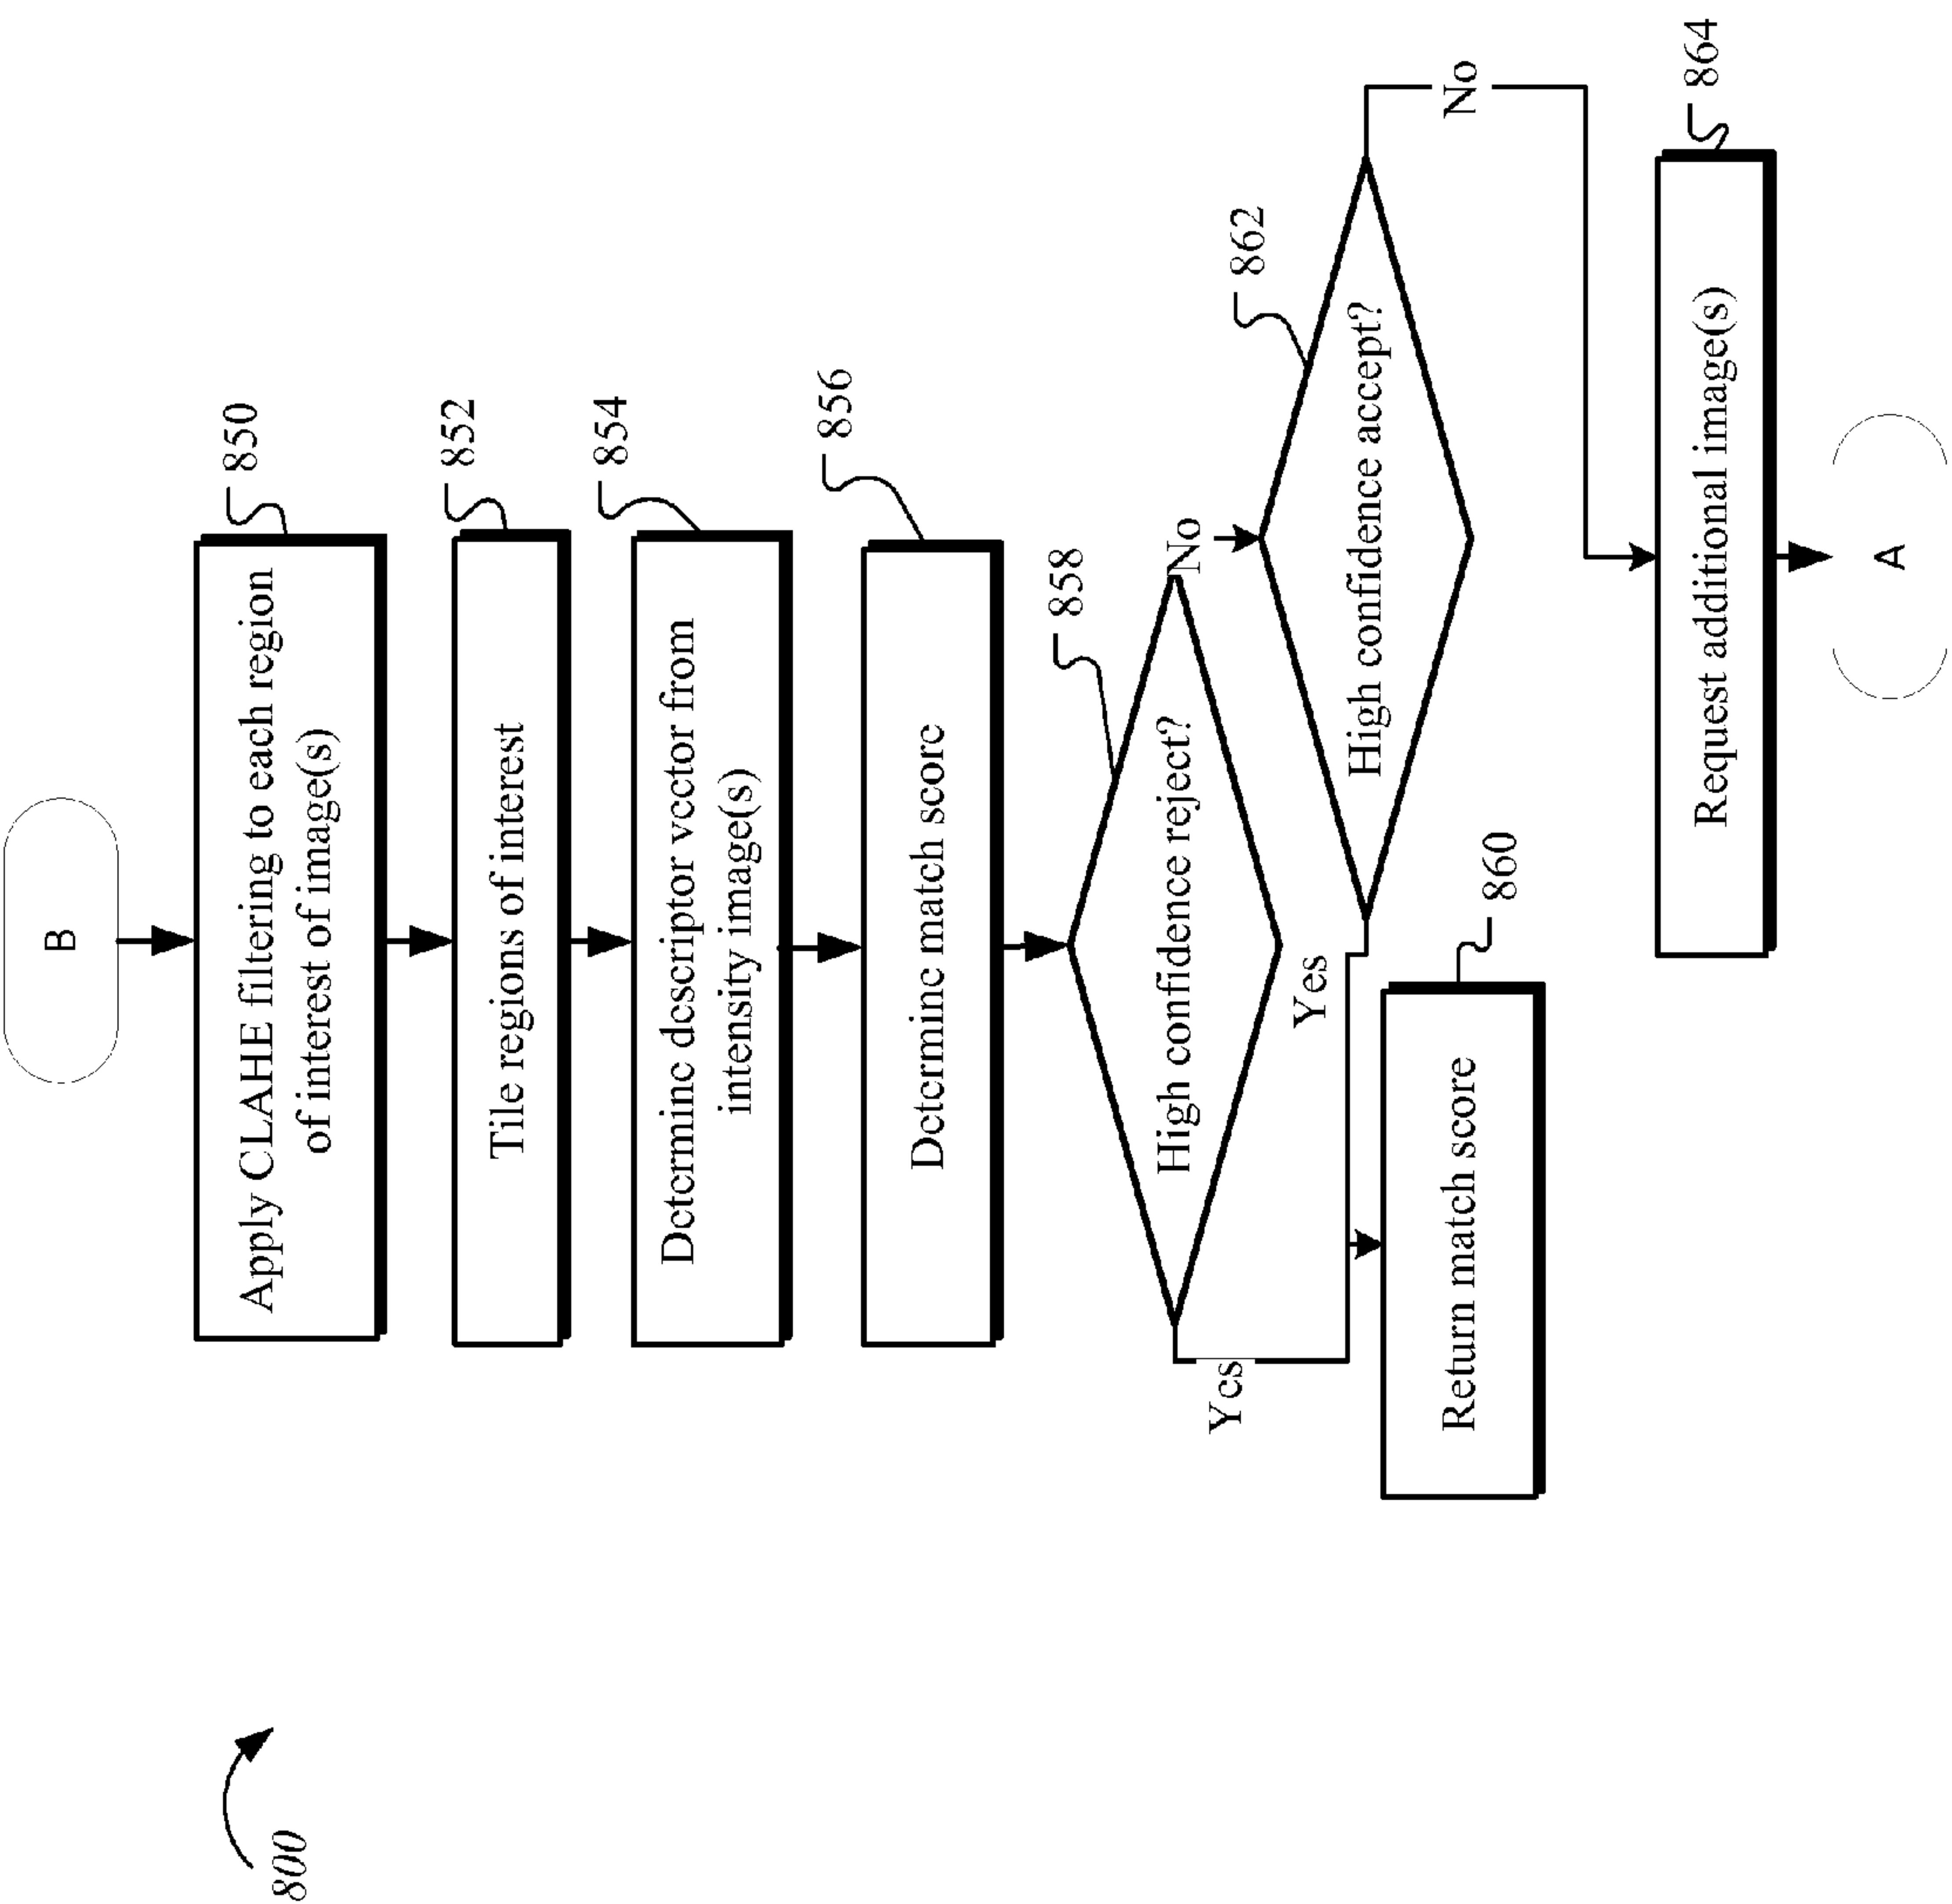 800
B
Apply CLAHE filtering to each region
of interest of image(s)
850
Tile regions of interest
852
Determine descriptor vector from
intensity image(s)
854
Determine match score
856
High confidence reject?
858
Yes
No
High confidence accept?
862
Yes
No
Return match score
860
Request additional image(s)
864
A